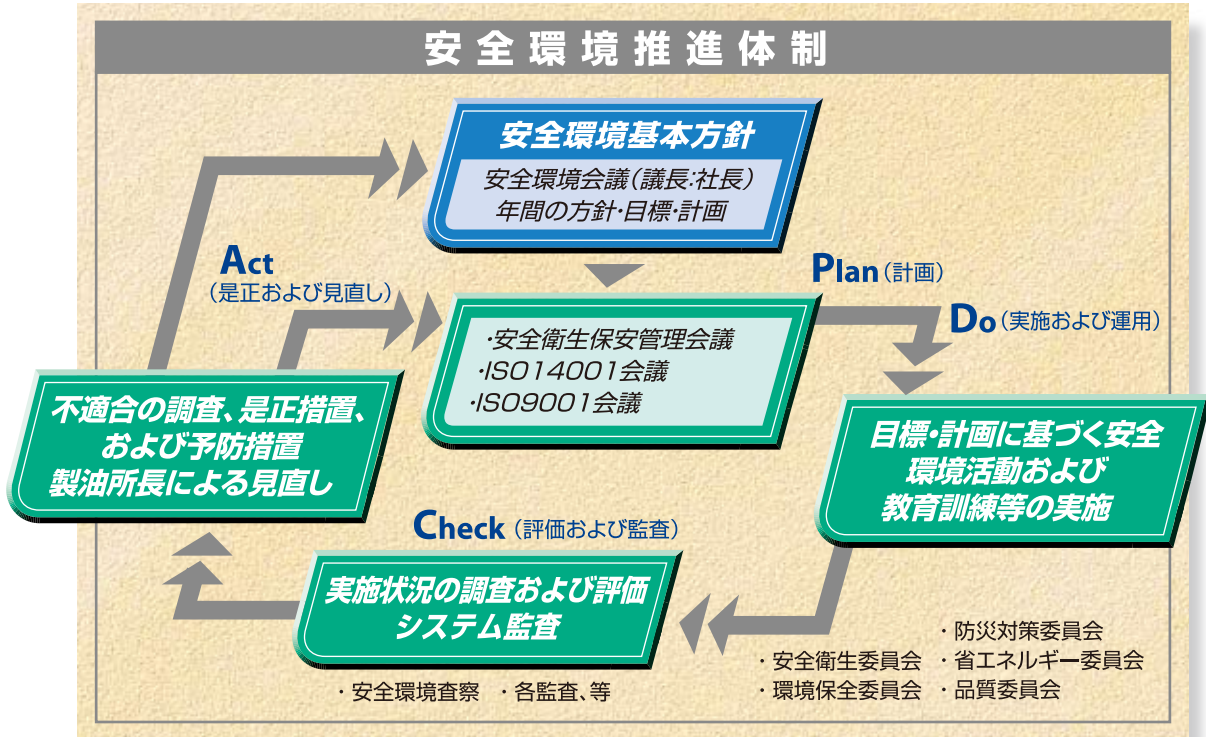 安全環境推進体制
安全環境基本方針
安全環境会議(議長:社長)
年間の方針・目標・計画
Act
(是正および見直し)
Plan(計画)
・安全衛生保安管理会議
・ISO14001会議
・ISO9001会議
Do(実施および運用)
不適合の調査、是正措置、
および予防措置
製油所長による見直し
目標・計画に基づく安全
環境活動および
教育訓練等の実施
Check(評価および監査)
実施状況の調査および評価
システム監査
・安全環境査察 ・各監査、等
・防災対策委員会
・安全衛生委員会 ・省エネルギー委員会
・環境保全委員会 ・品質委員会